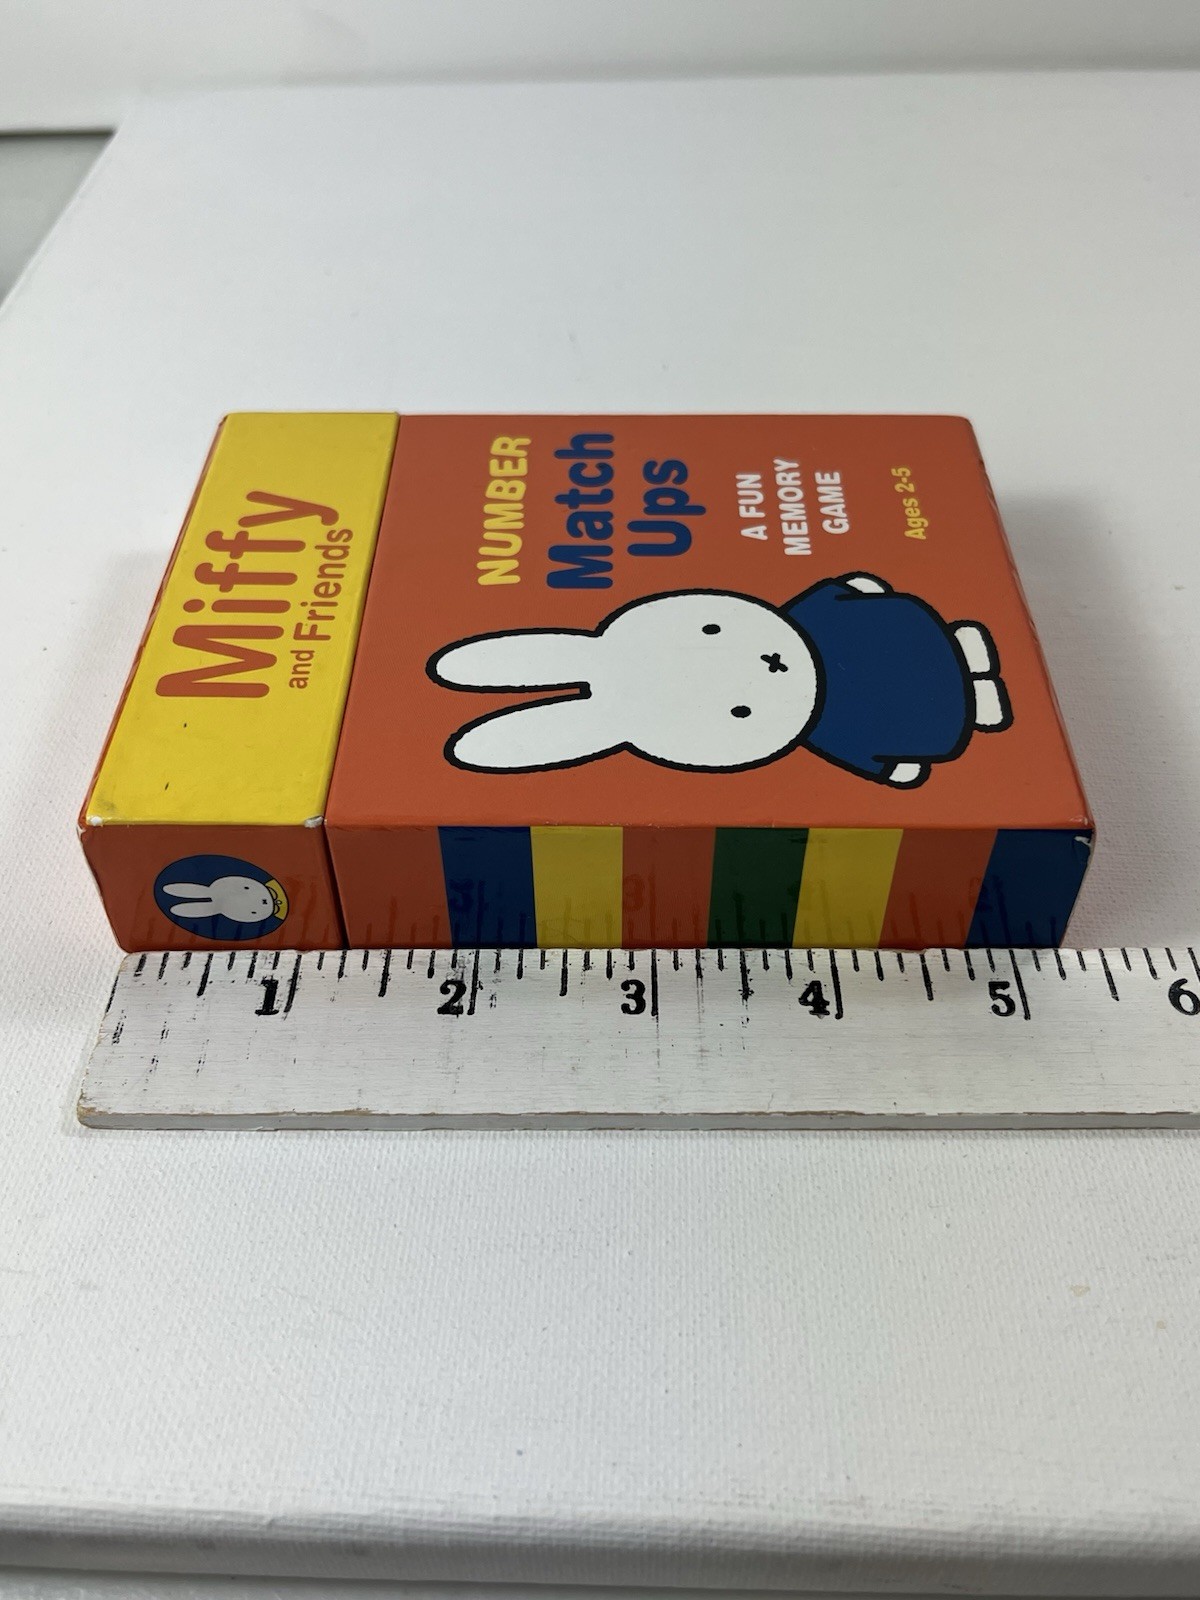 Miffy
and Friends
NUMBER
Match
Ups
A FUN
MEMORY
GAME
Ages 2-5
1 2 3 4 5 6